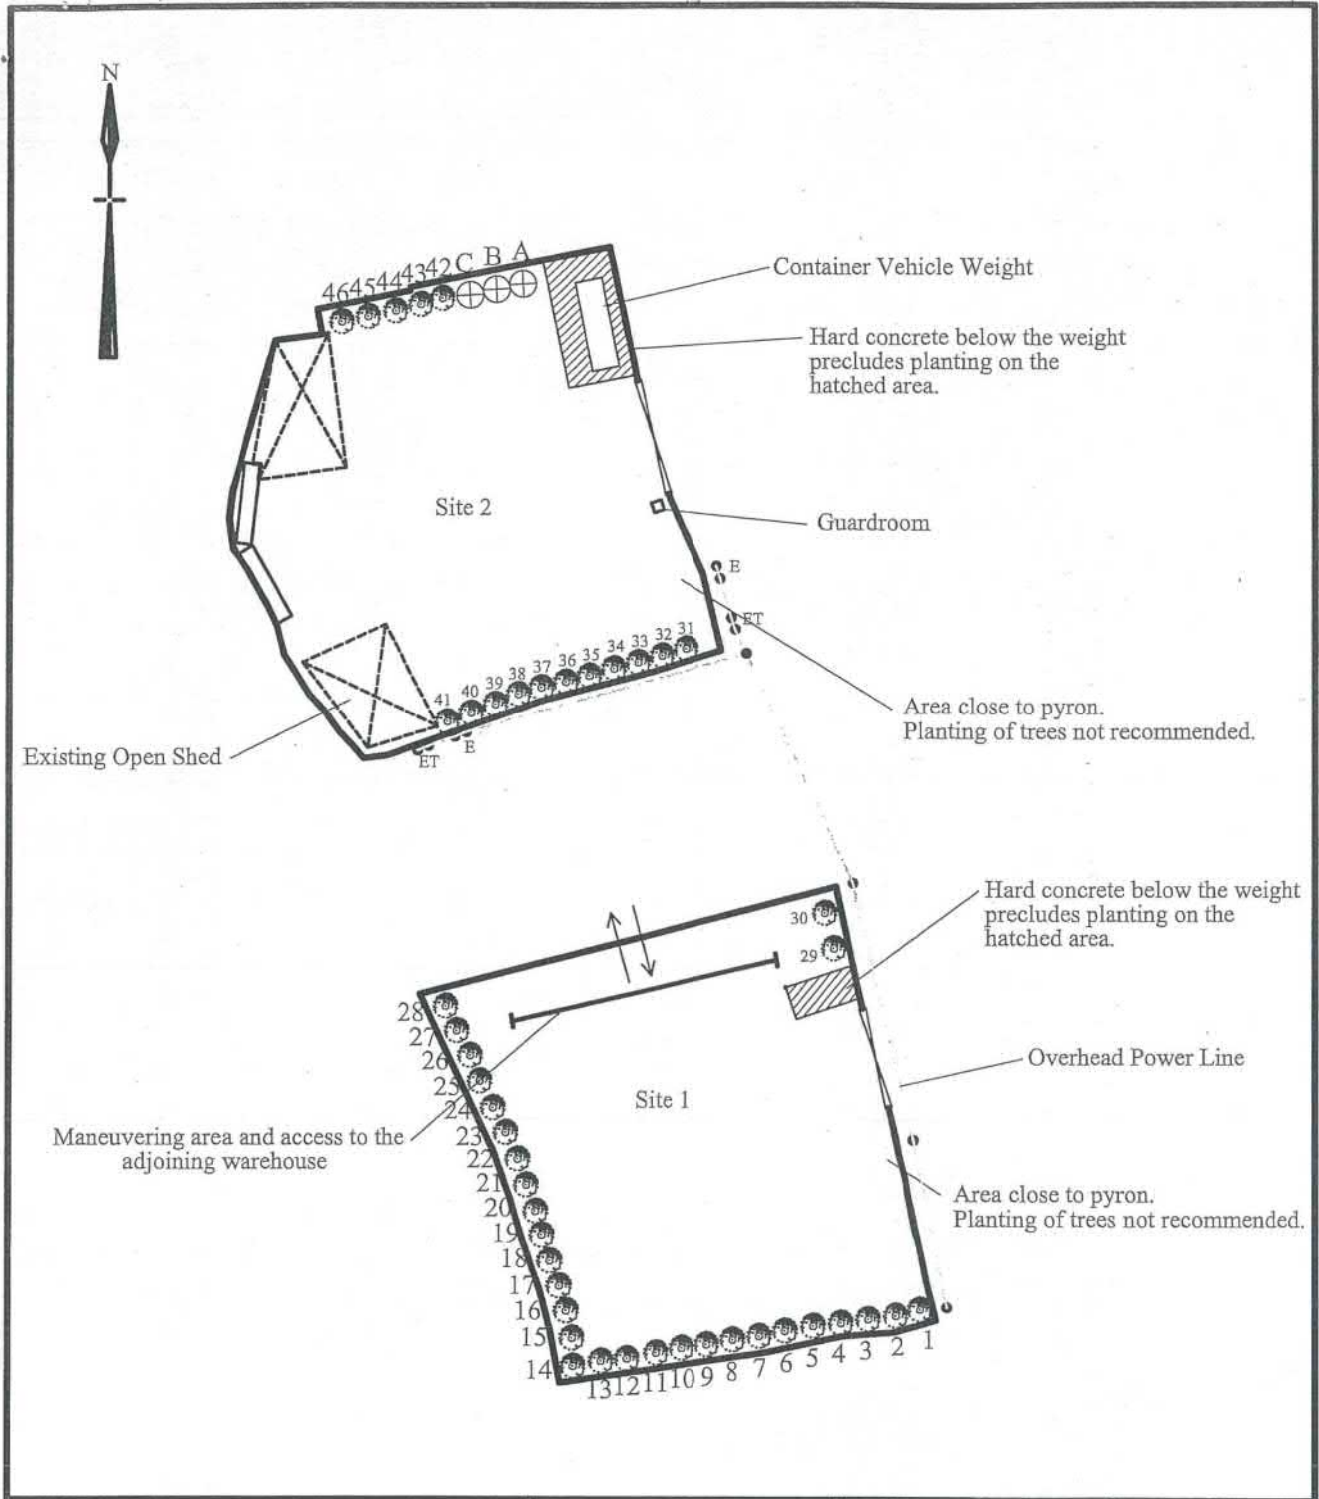 N
46 45 44 43 42 C B A
Container Vehicle Weight
Hard concrete below the weight
precludes planting on the
hatched area.
Site 2
Guardroom
E
ET
41 40 39 38 37 36 35 34 33 32 31
Area close to pyron.
Planting of trees not recommended.
Existing Open Shed
ET
E
Hard concrete below the weight
precludes planting on the
hatched area.
30
29
28
27
26
25
24
23
22
21
20
19
18
17
16
15
14
Site 1
Overhead Power Line
Maneuvering area and access to the
adjoining warehouse
Area close to pyron.
Planting of trees not recommended.
13 12 11 10 9 8 7 6 5 4 3 2 1